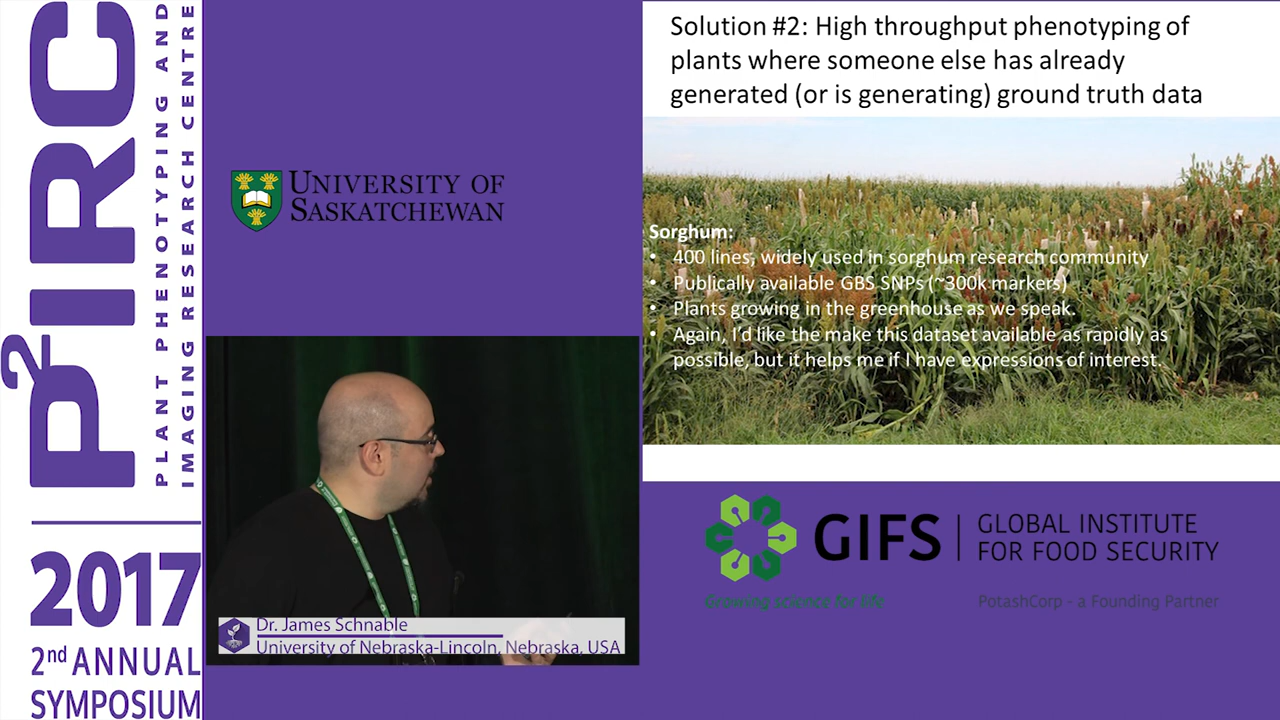 P2IRC
PLANT PHENOTYPING AND
IMAGING RESEARCH CENTRE
2017
2nd ANNUAL
SYMPOSIUM
UNIVERSITY OF
SASKATCHEWAN
Dr. James Schnable
University of Nebraska-Lincoln, Nebraska, USA
Solution #2: High throughput phenotyping of
plants where someone else has already
generated (or is generating) ground truth data
Sorghum:
• 400 lines, widely used in sorghum research community
• Publically available GBS SNPs (~300k markers)
• Plants growing in the greenhouse as we speak.
• Again, I'd like the make this dataset available as rapidly as
possible, but it helps me if I have expressions of interest.
GIFS
GLOBAL INSTITUTE
FOR FOOD SECURITY
Growing science for life
PotashCorp - a Founding Partner